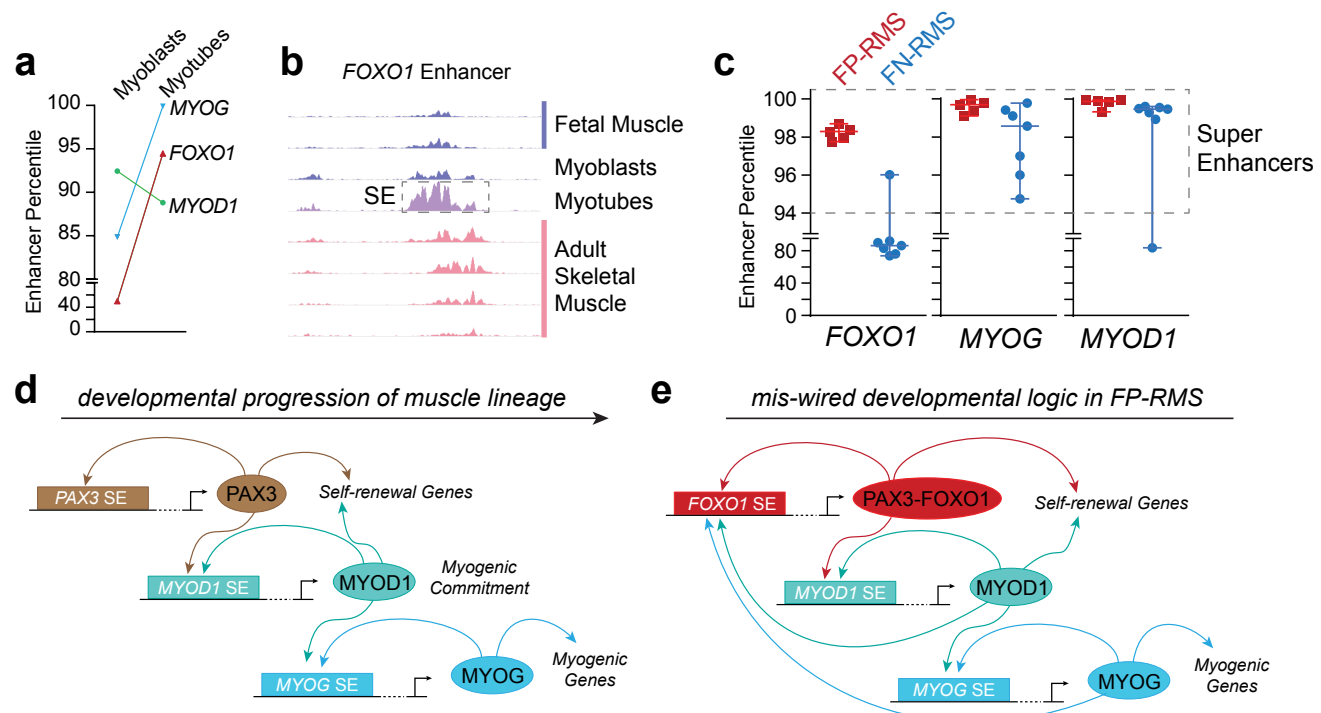 a
Myoblasts
Myotubes
Enhancer Percentile
100
95
90
85
80
40
0
MYOG
FOXO1
MYOD1
b
FOXO1 Enhancer
Fetal Muscle
Myoblasts
SE
Myotubes
Adult
Sketetal
Muscle
c
FP-RMS
FN-RMS
Enhancer Percentile
100
98
96
94
80
60
40
20
0
Super
Enhancers
FOXO1
MYOG
MYOD1
d
developmental progression of muscle lineage
PAX3 SE
PAX3
Self-renewal Genes
MYOD1 SE
MYOD1
Myogenic
Commitment
MYOG SE
MYOG
Myogenic
Genes
e
mis-wired developmental logic in FP-RMS
FOXO1 SE
PAX3-FOXO1
Self-renewal Genes
MYOD1 SE
MYOD1
MYOG SE
MYOG
Myogenic
Genes